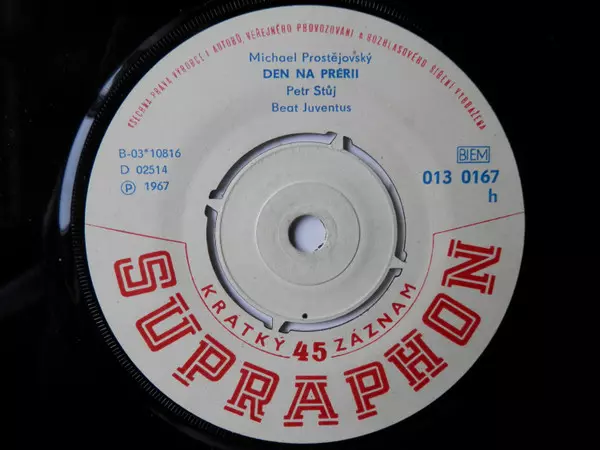 VŠECHNA PRÁVA VÝROBCE I AUTORŮ, VEŘEJNÉHO PROVOZOVÁNÍ A ROZHLASOVÉHO ŠÍŘENÍ VYHRAŽENA
Michael Prostějovský
DEN NA PRÉRII
Petr Stůj
Beat Juventus
B-03*10816
D 02514
Ⓟ 1967
BIEM
013 0167
h
KRÁTKÝ 45 ZÁZNAM
SUPRAPHON